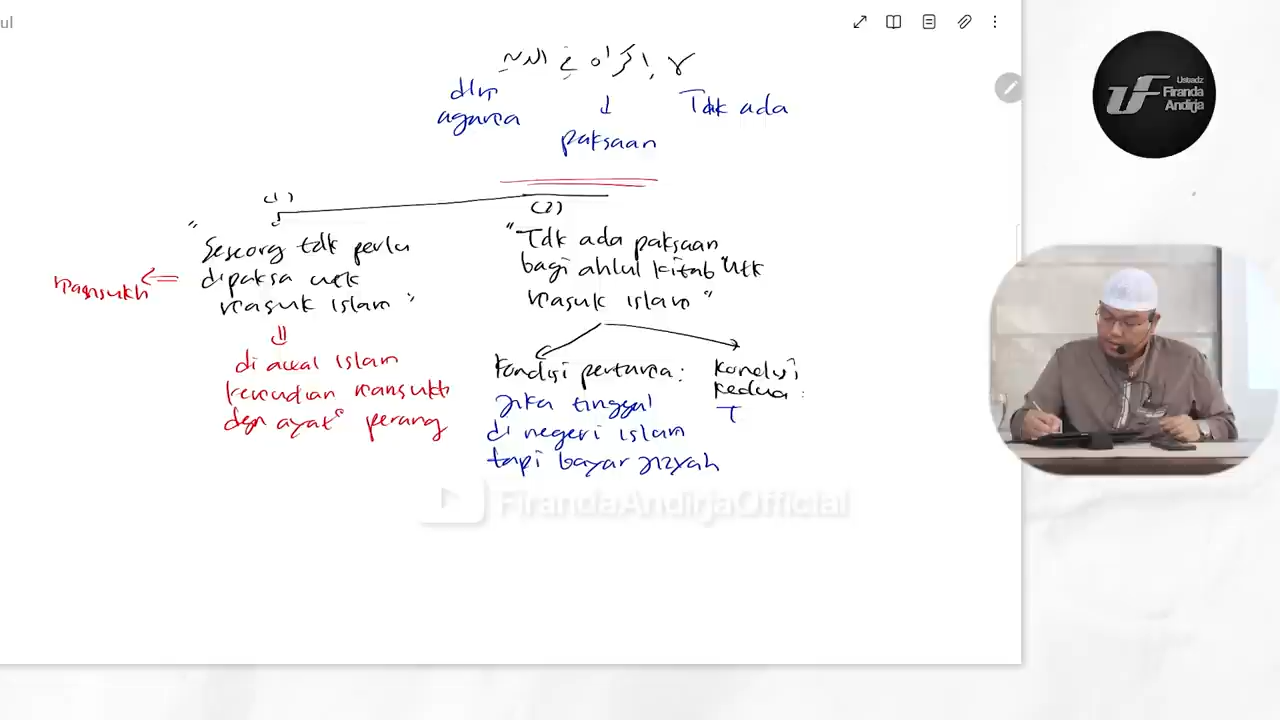 ul
لا إكراه في الدين
Tdk ada
↓
paksaan
dlm
agama
(1)
" Seseorg tdk perlu
dipaksa utk
masuk islam "
mansukh
⇓
di awal islam
kemudian mansukh
dgn ayat² perang
(2)
" Tdk ada paksaan
bagi ahlul kitab "utk
masuk islam "
kondisi pertama:
jika tinggal
di negeri islam
tapi bayar jizyah
kondisi
kedua :
T
Ustadz
Firanda
Andirja
FirandaAndirjaOfficial